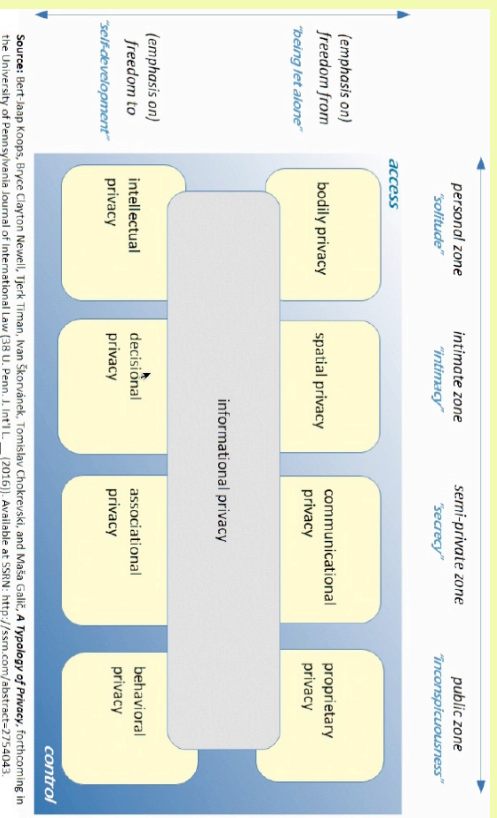 personal zone
"solitude"
intimate zone
"intimacy"
semi-private zone
"secrecy"
public zone
"inconspicuousness"
access
(emphasis on)
freedom from
"being let alone"
bodily privacy
spatial privacy
communicational
privacy
proprietary
privacy
informational privacy
(emphasis on)
freedom to
"self-development"
intellectual
privacy
decisional
privacy
associational
privacy
behavioral
privacy
control
Source: Bert-Jaap Koops, Bryce Clayton Newell, Tjerk Timan, Ivan Škorvánek, Tomislav Chokrevski, and Maša Galič, A Typology of Privacy, forthcoming in
the University of Pennsylvania Journal of International Law (38 U. Penn. J. Int'l L. __ (2016)). Available at SSRN: http://ssrn.com/abstract=2754043.